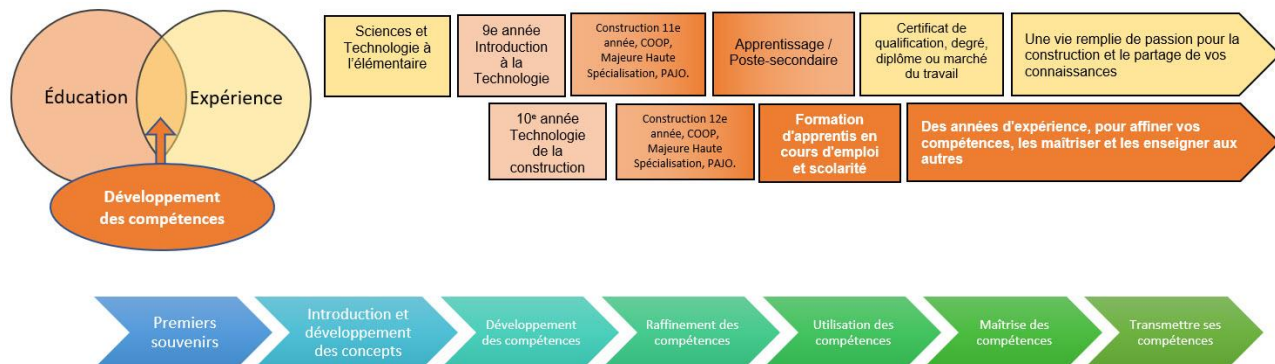 Éducation
Expérience
Développement
des compétences
Sciences et
Technologie à
l'élémentaire
9e année
Introduction
à la
Technologie
Construction 11e
année, COOP,
Majeure Haute
Spécialisation, PAJO.
Apprentissage /
Poste-secondaire
Certificat de
qualification, degré,
diplôme ou marché
du travail
Une vie remplie de passion pour la
construction et le partage de vos
connaissances
10e année
Technologie
de la
construction
Construction 12e
année, COOP,
Majeure Haute
Spécialisation, PAJO.
Formation
d'apprentis en
cours d'emploi
et scolarité
Des années d'expérience, pour affiner vos
compétences, les maîtriser et les enseigner aux
autres
Premiers
souvenirs
Introduction et
développement
des concepts
Développement
des compétences
Raffinement des
compétences
Utilisation des
compétences
Maîtrise des
compétences
Transmettre ses
compétences